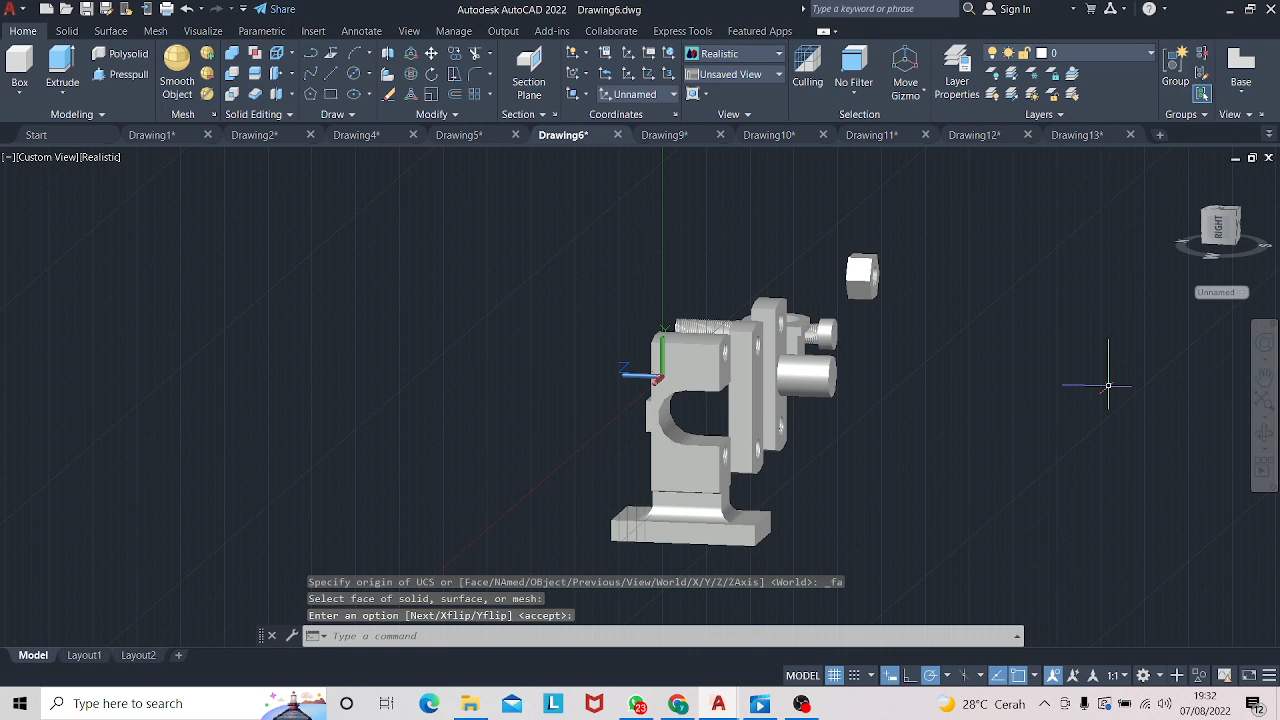 Share
Autodesk AutoCAD 2022 Drawing6.dwg
Type a keyword or phrase
Sign In
Home Solid Surface Mesh Visualize Parametric Insert Annotate View Manage Output Add-ins Collaborate Express Tools Featured Apps
Box
Extrude
Polysolid
Presspull
Smooth
Object
Section
Plane
Realistic
Unsaved View
Unnamed
Culling
No Filter
Move
Gizmo
Layer
Properties
0
Group
Base
Modeling
Mesh
Solid Editing
Draw
Modify
Section
Coordinates
View
Selection
Layers
Groups
View
Start Drawing1* Drawing2* Drawing4* Drawing5* Drawing6* Drawing9* Drawing10* Drawing11* Drawing12* Drawing13*
[−][Custom View][Realistic]
RIGHT
Unnamed
Z
Y
Specify origin of UCS or [Face/NAmed/OBject/Previous/View/World/X/Y/Z/ZAxis] <World>: _fa
Select face of solid, surface, or mesh:
Enter an option [Next/Xflip/Yflip] <accept>:
Type a command
Model Layout1 Layout2
MODEL
1:1
Type here to search
23
28°C Cerah
19:32
07/08/2022
12